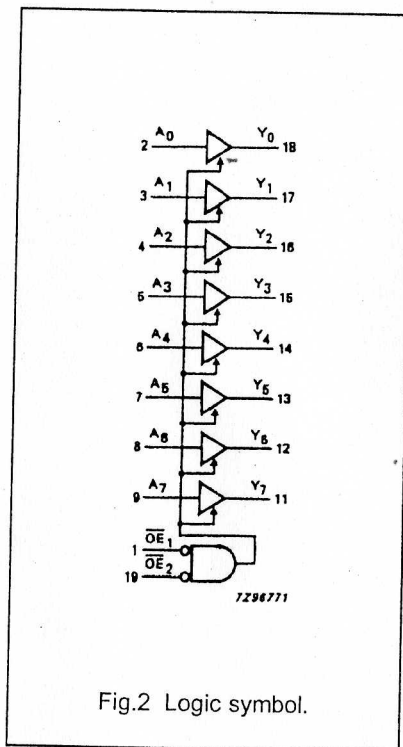 2 A0 Y0 18
3 A1 Y1 17
4 A2 Y2 16
5 A3 Y3 15
6 A4 Y4 14
7 A5 Y5 13
8 A6 Y6 12
9 A7 Y7 11
1 O̅E̅1
19 O̅E̅2
7Z96771
Fig.2 Logic symbol.